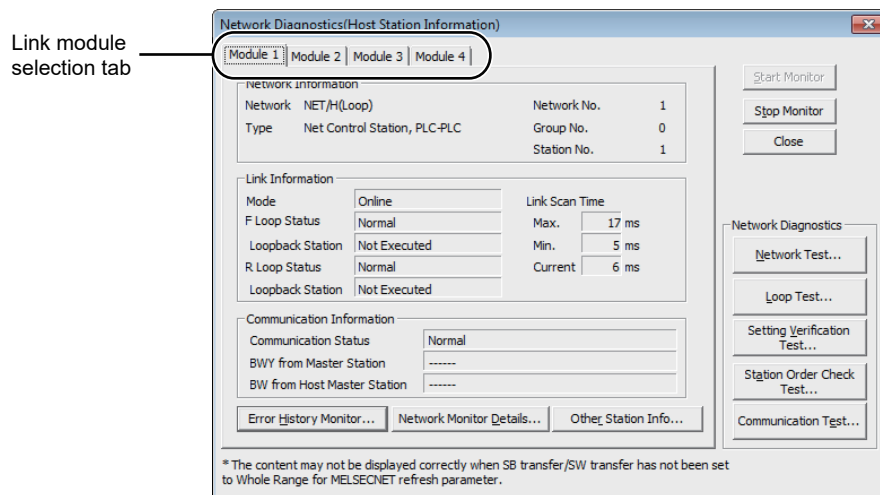 Network Diagnostics(Host Station Information)
Link module
selection tab
Module 1 Module 2 Module 3 Module 4
Network Information
Network NET/H(Loop) Network No. 1
Type Net Control Station, PLC-PLC Group No. 0
Station No. 1
Start Monitor
Stop Monitor
Close
Link Information
Mode Online Link Scan Time
F Loop Status Normal Max. 17 ms
Loopback Station Not Executed Min. 5 ms
R Loop Status Normal Current 6 ms
Loopback Station Not Executed
Communication Information
Communication Status Normal
BWY from Master Station ------
BW from Host Master Station ------
Error History Monitor... Network Monitor Details... Other Station Info...
Network Diagnostics
Network Test...
Loop Test...
Setting Verification
Test...
Station Order Check
Test...
Communication Test...
* The content may not be displayed correctly when SB transfer/SW transfer has not been set
to Whole Range for MELSECNET refresh parameter.